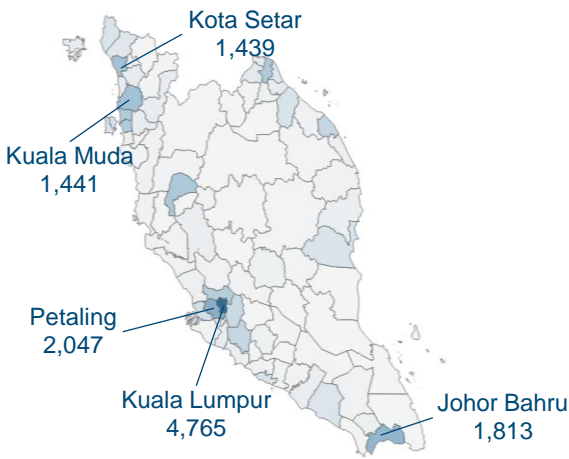 Kota Setar
1,439
Kuala Muda
1,441
Petaling
2,047
Kuala Lumpur
4,765
Johor Bahru
1,813